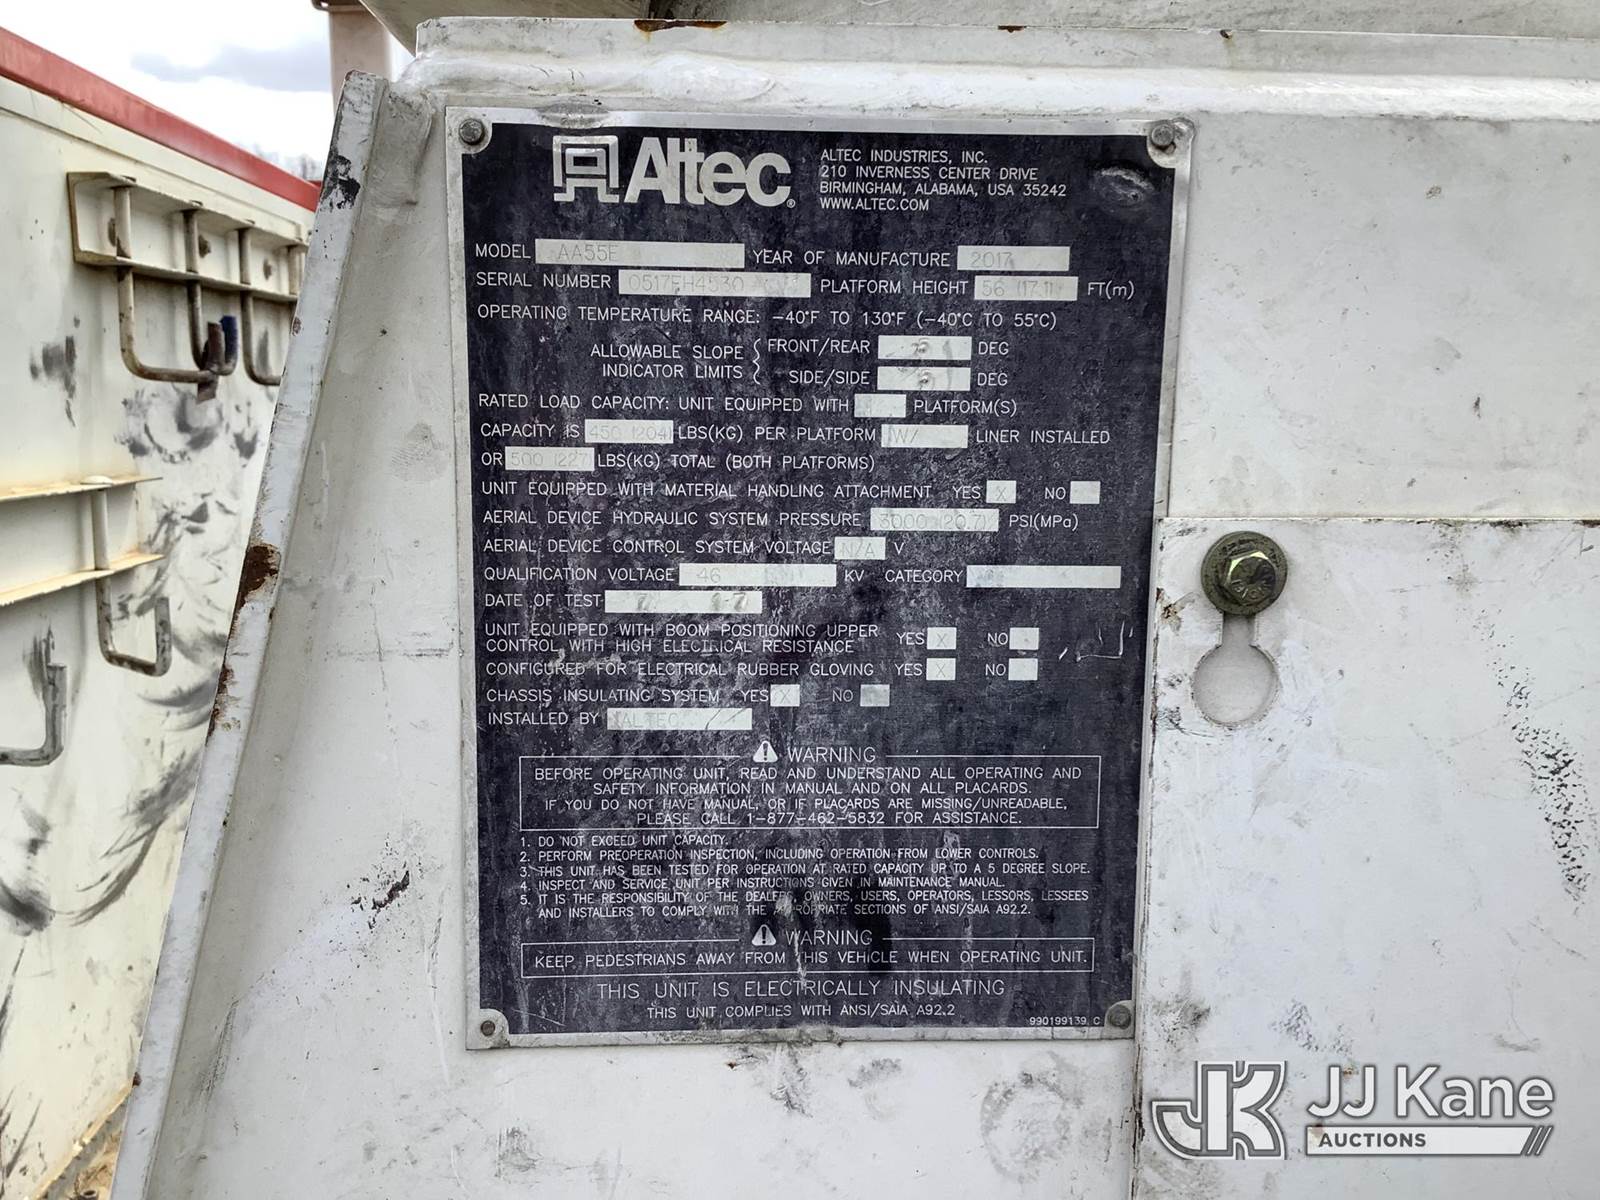 Altec®
ALTEC INDUSTRIES, INC.
210 INVERNESS CENTER DRIVE
BIRMINGHAM, ALABAMA, USA 35242
WWW.ALTEC.COM
MODEL AA55E YEAR OF MANUFACTURE 2017
SERIAL NUMBER 0517EH4530 PLATFORM HEIGHT 56 (17.1) FT(m)
OPERATING TEMPERATURE RANGE: -40°F TO 130°F (-40°C TO 55°C)
ALLOWABLE SLOPE INDICATOR LIMITS
FRONT/REAR 5 DEG
SIDE/SIDE 5 DEG
RATED LOAD CAPACITY: UNIT EQUIPPED WITH PLATFORM(S)
CAPACITY IS 450 (204) LBS(KG) PER PLATFORM W/ LINER INSTALLED
OR 500 (227) LBS(KG) TOTAL (BOTH PLATFORMS)
UNIT EQUIPPED WITH MATERIAL HANDLING ATTACHMENT YES X NO
AERIAL DEVICE HYDRAULIC SYSTEM PRESSURE 3000 (20.7) PSI(MPa)
AERIAL DEVICE CONTROL SYSTEM VOLTAGE N/A V
QUALIFICATION VOLTAGE 46 KV CATEGORY
DATE OF TEST
UNIT EQUIPPED WITH BOOM POSITIONING UPPER
CONTROL WITH HIGH ELECTRICAL RESISTANCE YES X NO
CONFIGURED FOR ELECTRICAL RUBBER GLOVING YES X NO
CHASSIS INSULATING SYSTEM YES X NO
INSTALLED BY ALTEC
WARNING
BEFORE OPERATING UNIT, READ AND UNDERSTAND ALL OPERATING AND
SAFETY INFORMATION IN MANUAL AND ON ALL PLACARDS.
IF YOU DO NOT HAVE MANUAL, OR IF PLACARDS ARE MISSING/UNREADABLE,
PLEASE CALL 1-877-462-5832 FOR ASSISTANCE.
1. DO NOT EXCEED UNIT CAPACITY.
2. PERFORM PREOPERATION INSPECTION, INCLUDING OPERATION FROM LOWER CONTROLS.
3. THIS UNIT HAS BEEN TESTED FOR OPERATION AT RATED CAPACITY UP TO A 5 DEGREE SLOPE.
4. INSPECT AND SERVICE UNIT PER INSTRUCTIONS GIVEN IN MAINTENANCE MANUAL.
5. IT IS THE RESPONSIBILITY OF THE DEALERS, OWNERS, USERS, OPERATORS, LESSORS, LESSEES
AND INSTALLERS TO COMPLY WITH THE APPROPRIATE SECTIONS OF ANSI/SAIA A92.2.
WARNING
KEEP PEDESTRIANS AWAY FROM THIS VEHICLE WHEN OPERATING UNIT.
THIS UNIT IS ELECTRICALLY INSULATING
THIS UNIT COMPLIES WITH ANSI/SAIA A92.2
990199139 C
JK JJ Kane
AUCTIONS